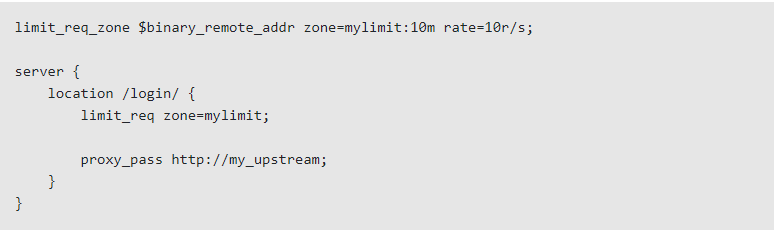 limit_req_zone $binary_remote_addr zone=mylimit:10m rate=10r/s;

server {
    location /login/ {
        limit_req zone=mylimit;

        proxy_pass http://my_upstream;
    }
}